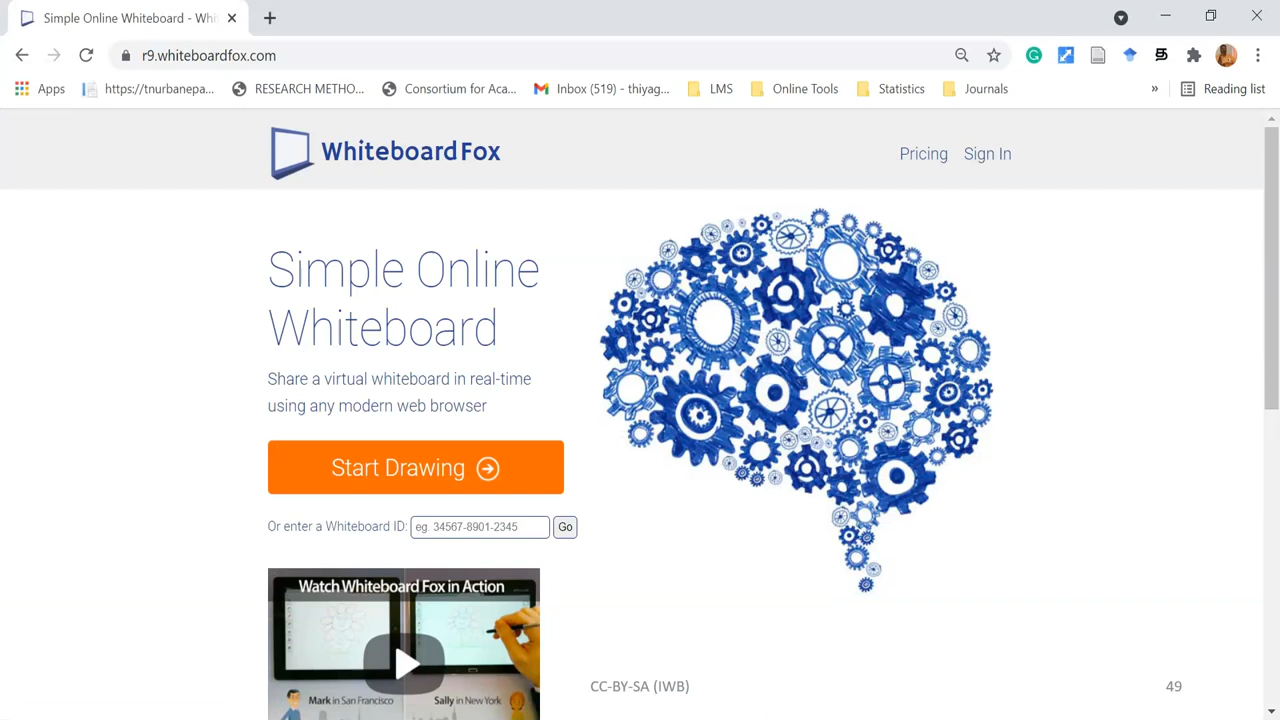 Simple Online Whiteboard - Whi
r9.whiteboardfox.com
Apps
https://tnurbanepa...
RESEARCH METHO...
Consortium for Aca...
Inbox (519) - thiyag...
LMS
Online Tools
Statistics
Journals
»
Reading list
Whiteboard Fox
Pricing
Sign In
Simple Online
Whiteboard
Share a virtual whiteboard in real-time
using any modern web browser
Start Drawing
Or enter a Whiteboard ID: eg. 34567-8901-2345 Go
Watch Whiteboard Fox in Action
Mark in San Francisco
Sally in New York
CC-BY-SA (IWB)
49